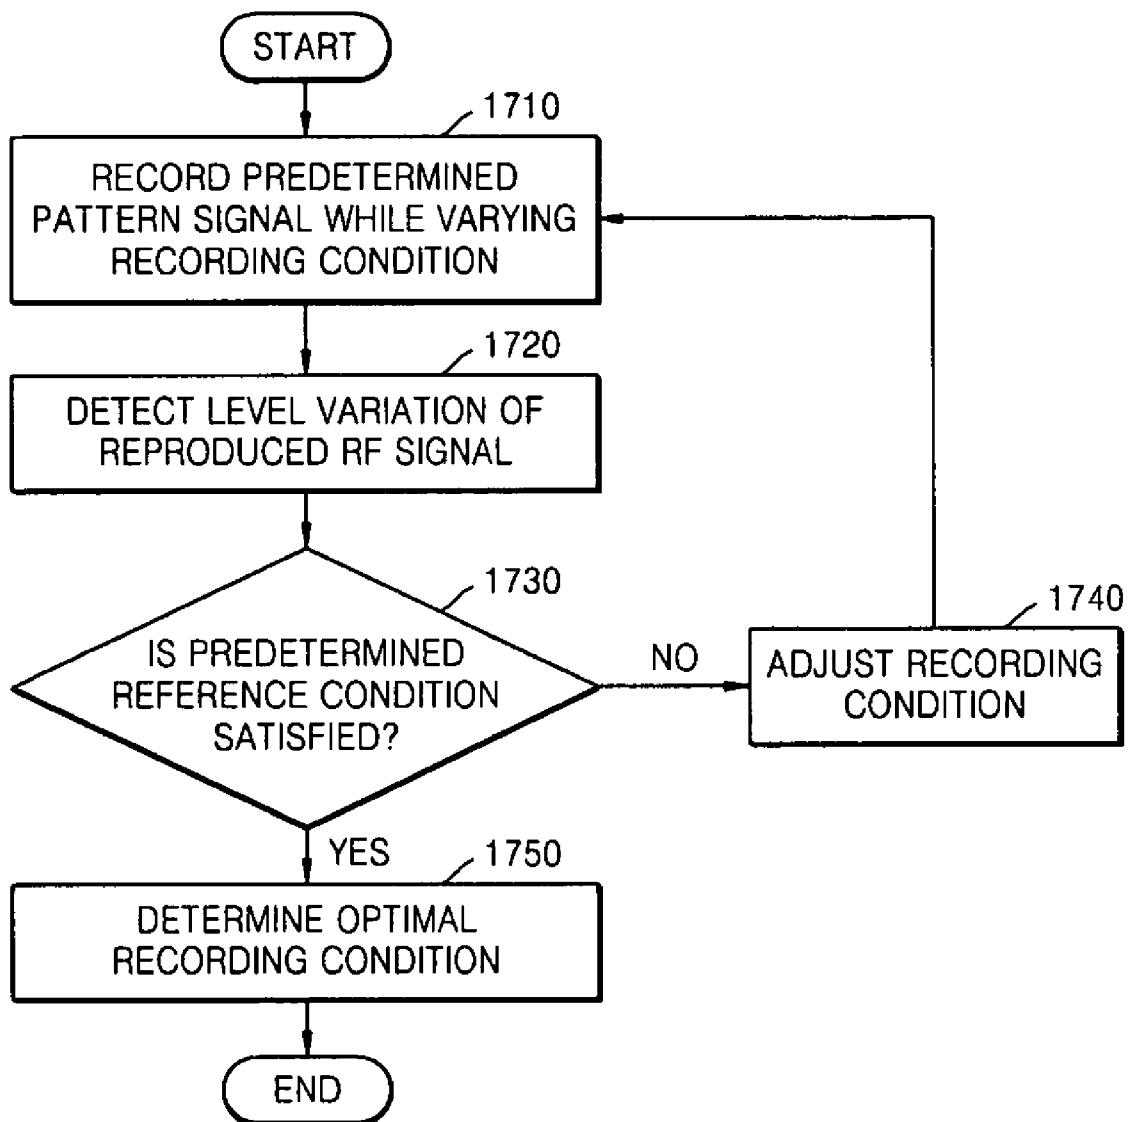 START
1710
RECORD PREDETERMINED
PATTERN SIGNAL WHILE VARYING
RECORDING CONDITION
1720
DETECT LEVEL VARIATION OF
REPRODUCED RF SIGNAL
1730
IS PREDETERMINED
REFERENCE CONDITION
SATISFIED?
NO
1740
ADJUST RECORDING
CONDITION
YES
1750
DETERMINE OPTIMAL
RECORDING CONDITION
END